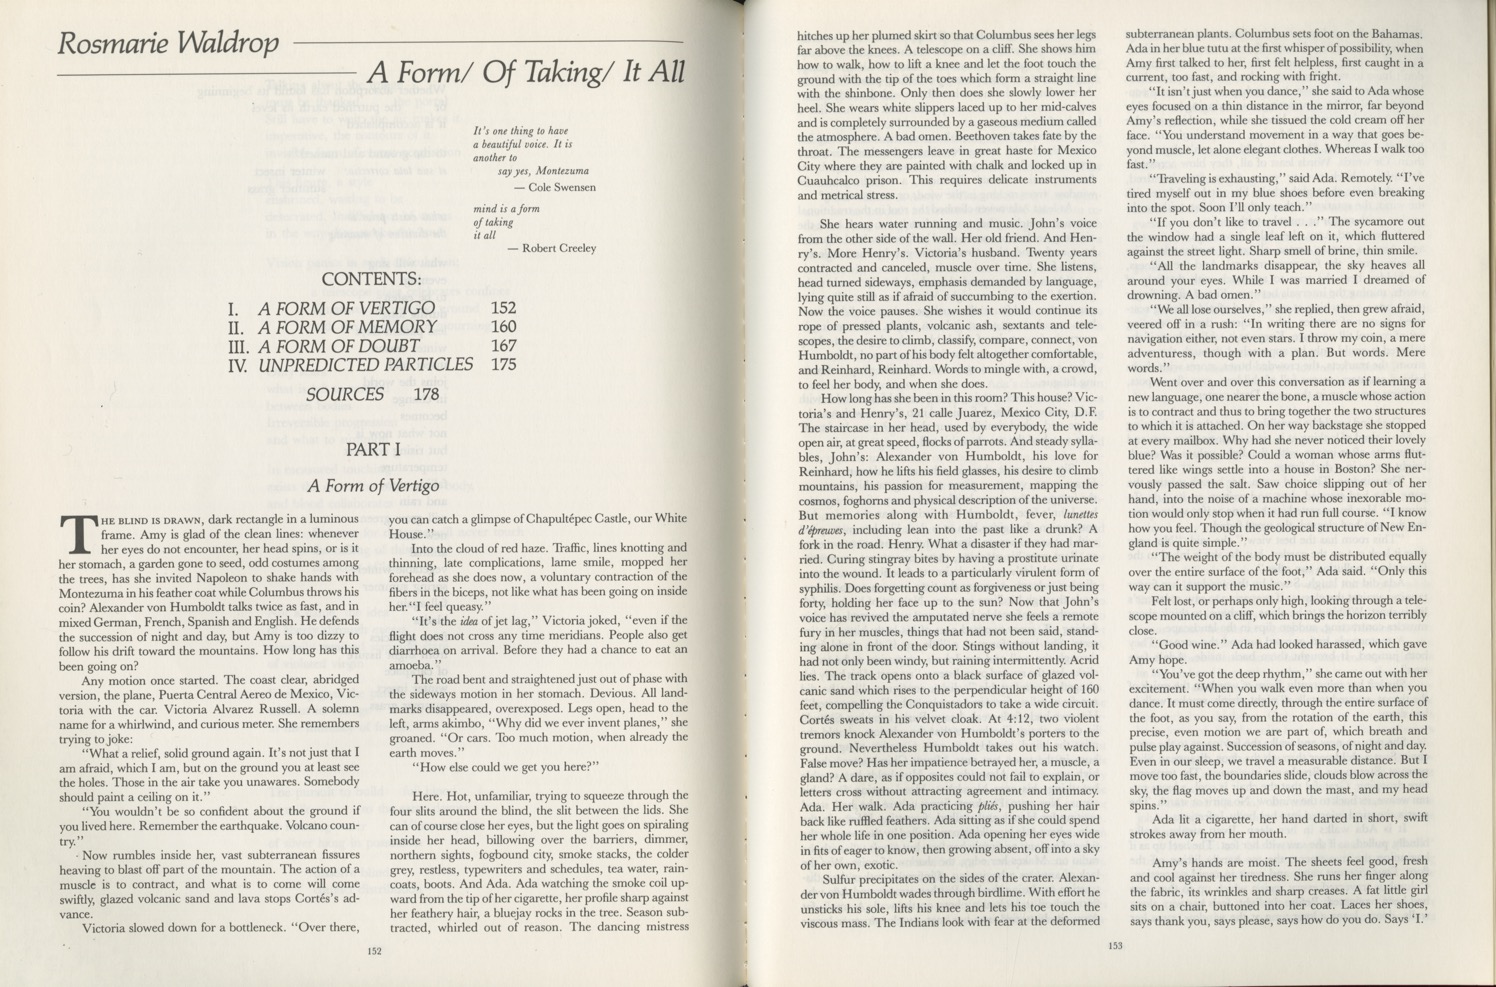 Rosmarie Waldrop
A Form/ Of Taking/ It All
It's one thing to have
a beautiful voice. It is
another to
say yes, Montezuma
— Cole Swensen
mind is a form
of taking
it all
— Robert Creeley
CONTENTS:
I. A FORM OF VERTIGO 152
II. A FORM OF MEMORY 160
III. A FORM OF DOUBT 167
IV. UNPREDICTED PARTICLES 175
SOURCES 178
PART I
A Form of Vertigo
THE BLIND IS DRAWN, dark rectangle in a luminous
frame. Amy is glad of the clean lines: whenever
her eyes do not encounter, her head spins, or is it
her stomach, a garden gone to seed, odd costumes among
the trees, has she invited Napoleon to shake hands with
Montezuma in his feather coat while Columbus throws his
coin? Alexander von Humboldt talks twice as fast, and in
mixed German, French, Spanish and English. He defends
the succession of night and day, but Amy is too dizzy to
follow his drift toward the mountains. How long has this
been going on?
Any motion once started. The coast clear, abridged
version, the plane, Puerta Central Aereo de Mexico, Vic-
toria with the car. Victoria Alvarez Russell. A solemn
name for a whirlwind, and curious meter. She remembers
trying to joke:
"What a relief, solid ground again. It's not just that I
am afraid, which I am, but on the ground you at least see
the holes. Those in the air take you unawares. Somebody
should paint a ceiling on it."
"You wouldn't be so confident about the ground if
you lived here. Remember the earthquake. Volcano coun-
try."
Now rumbles inside her, vast subterranean fissures
heaving to blast off part of the mountain. The action of a
muscle is to contract, and what is to come will come
swiftly, glazed volcanic sand and lava stops Cortés's ad-
vance.
Victoria slowed down for a bottleneck. "Over there,
you can catch a glimpse of Chapultépec Castle, our White
House."
Into the cloud of red haze. Traffic, lines knotting and
thinning, late complications, lame smile, mopped her
forehead as she does now, a voluntary contraction of the
fibers in the biceps, not like what has been going on inside
her."I feel queasy."
"It's the idea of jet lag," Victoria joked, "even if the
flight does not cross any time meridians. People also get
diarrhoea on arrival. Before they had a chance to eat an
amoeba."
The road bent and straightened just out of phase with
the sideways motion in her stomach. Devious. All land-
marks disappeared, overexposed. Legs open, head to the
left, arms akimbo, "Why did we ever invent planes," she
groaned. "Or cars. Too much motion, when already the
earth moves."
"How else could we get you here?"
Here. Hot, unfamiliar, trying to squeeze through the
four slits around the blind, the slit between the lids. She
can of course close her eyes, but the light goes on spiraling
inside her head, billowing over the barriers, dimmer,
northern sights, fogbound city, smoke stacks, the colder
grey, restless, typewriters and schedules, tea water, rain-
coats, boots. And Ada. Ada watching the smoke coil up-
ward from the tip of her cigarette, her profile sharp against
her feathery hair, a bluejay rocks in the tree. Season sub-
tracted, whirled out of reason. The dancing mistress
152
hitches up her plumed skirt so that Columbus sees her legs
far above the knees. A telescope on a cliff. She shows him
how to walk, how to lift a knee and let the foot touch the
ground with the tip of the toes which form a straight line
with the shinbone. Only then does she slowly lower her
heel. She wears white slippers laced up to her mid-calves
and is completely surrounded by a gaseous medium called
the atmosphere. A bad omen. Beethoven takes fate by the
throat. The messengers leave in great haste for Mexico
City where they are painted with chalk and locked up in
Cuauhcalco prison. This requires delicate instruments
and metrical stress.
She hears water running and music. John's voice
from the other side of the wall. Her old friend. And Hen-
ry's. More Henry's. Victoria's husband. Twenty years
contracted and canceled, muscle over time. She listens,
head turned sideways, emphasis demanded by language,
lying quite still as if afraid of succumbing to the exertion.
Now the voice pauses. She wishes it would continue its
rope of pressed plants, volcanic ash, sextants and tele-
scopes, the desire to climb, classify, compare, connect, von
Humboldt, no part of his body felt altogether comfortable,
and Reinhard, Reinhard. Words to mingle with, a crowd,
to feel her body, and when she does.
How long has she been in this room? This house? Vic-
toria's and Henry's, 21 calle Juarez, Mexico City, D.F.
The staircase in her head, used by everybody, the wide
open air, at great speed, flocks of parrots. And steady sylla-
bles, John's: Alexander von Humboldt, his love for
Reinhard, how he lifts his field glasses, his desire to climb
mountains, his passion for measurement, mapping the
cosmos, foghorns and physical description of the universe.
But memories along with Humboldt, fever, lunettes
d'épreuves, including lean into the past like a drunk? A
fork in the road. Henry. What a disaster if they had mar-
ried. Curing stingray bites by having a prostitute urinate
into the wound. It leads to a particularly virulent form of
syphilis. Does forgetting count as forgiveness or just being
forty, holding her face up to the sun? Now that John's
voice has revived the amputated nerve she feels a remote
fury in her muscles, things that had not been said, stand-
ing alone in front of the door. Stings without landing, it
had not only been windy, but raining intermittently. Acrid
lies. The track opens onto a black surface of glazed vol-
canic sand which rises to the perpendicular height of 160
feet, compelling the Conquistadors to take a wide circuit.
Cortés sweats in his velvet cloak. At 4:12, two violent
tremors knock Alexander von Humboldt's porters to the
ground. Nevertheless Humboldt takes out his watch.
False move? Has her impatience betrayed her, a muscle, a
gland? A dare, as if opposites could not fail to explain, or
letters cross without attracting agreement and intimacy.
Ada. Her walk. Ada practicing pliés, pushing her hair
back like ruffled feathers. Ada sitting as if she could spend
her whole life in one position. Ada opening her eyes wide
in fits of eager to know, then growing absent, off into a sky
of her own, exotic.
Sulfur precipitates on the sides of the crater. Alexan-
der von Humboldt wades through birdlime. With effort he
unsticks his sole, lifts his knee and lets his toe touch the
viscous mass. The Indians look with fear at the deformed
subterranean plants. Columbus sets foot on the Bahamas.
Ada in her blue tutu at the first whisper of possibility, when
Amy first talked to her, first felt helpless, first caught in a
current, too fast, and rocking with fright.
"It isn't just when you dance," she said to Ada whose
eyes focused on a thin distance in the mirror, far beyond
Amy's reflection, while she tissued the cold cream off her
face. "You understand movement in a way that goes be-
yond muscle, let alone elegant clothes. Whereas I walk too
fast."
"Traveling is exhausting," said Ada. Remotely. "I've
tired myself out in my blue shoes before even breaking
into the spot. Soon I'll only teach."
"If you don't like to travel . . ." The sycamore out
the window had a single leaf left on it, which fluttered
against the street light. Sharp smell of brine, thin smile.
"All the landmarks disappear, the sky heaves all
around your eyes. While I was married I dreamed of
drowning. A bad omen."
"We all lose ourselves," she replied, then grew afraid,
veered off in a rush: "In writing there are no signs for
navigation either, not even stars. I throw my coin, a mere
adventuress, though with a plan. But words. Mere
words."
Went over and over this conversation as if learning a
new language, one nearer the bone, a muscle whose action
is to contract and thus to bring together the two structures
to which it is attached. On her way backstage she stopped
at every mailbox. Why had she never noticed their lovely
blue? Was it possible? Could a woman whose arms flut-
tered like wings settle into a house in Boston? She ner-
vously passed the salt. Saw choice slipping out of her
hand, into the noise of a machine whose inexorable mo-
tion would only stop when it had run full course. "I know
how you feel. Though the geological structure of New En-
gland is quite simple."
"The weight of the body must be distributed equally
over the entire surface of the foot," Ada said. "Only this
way can it support the music."
Felt lost, or perhaps only high, looking through a tele-
scope mounted on a cliff, which brings the horizon terribly
close.
"Good wine." Ada had looked harassed, which gave
Amy hope.
"You've got the deep rhythm," she came out with her
excitement. "When you walk even more than when you
dance. It must come directly, through the entire surface of
the foot, as you say, from the rotation of the earth, this
precise, even motion we are part of, which breath and
pulse play against. Succession of seasons, of night and day.
Even in our sleep, we travel a measurable distance. But I
move too fast, the boundaries slide, clouds blow across the
sky, the flag moves up and down the mast, and my head
spins."
Ada lit a cigarette, her hand darted in short, swift
strokes away from her mouth.
Amy's hands are moist. The sheets feel good, fresh
and cool against her tiredness. She runs her finger along
the fabric, its wrinkles and sharp creases. A fat little girl
sits on a chair, buttoned into her coat. Laces her shoes,
says thank you, says please, says how do you do. Says 'I.'
153